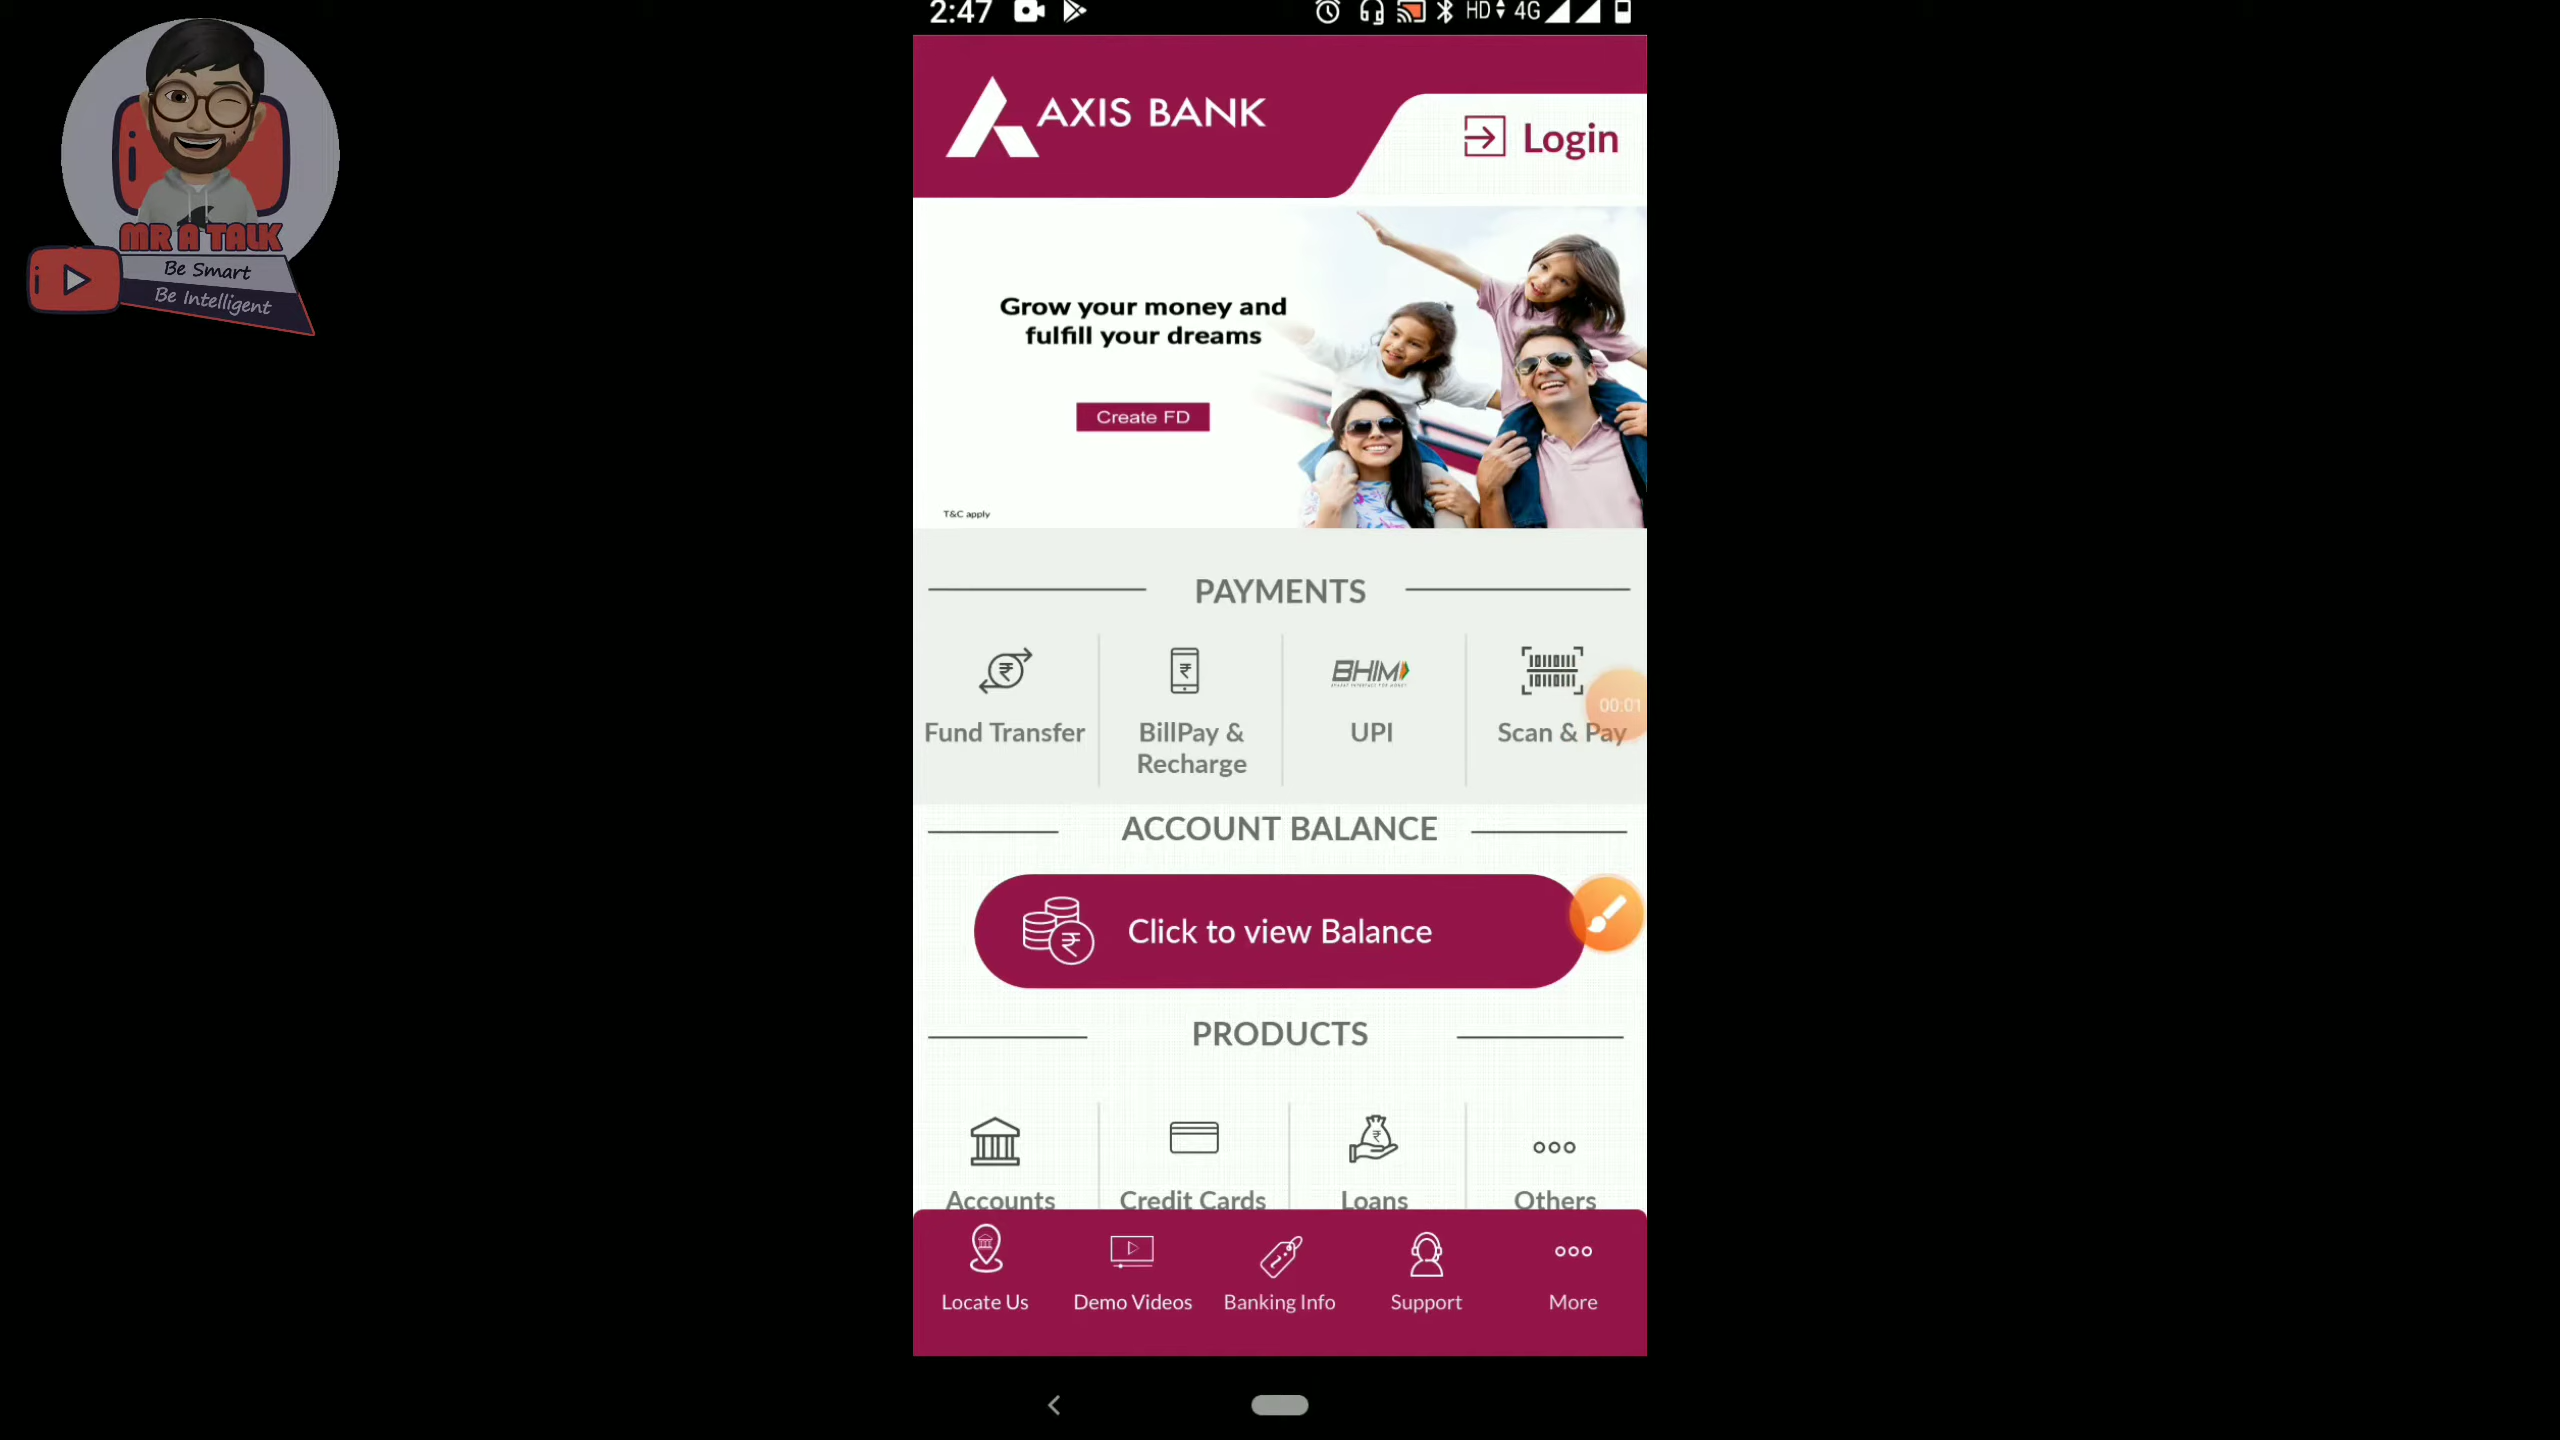 2:47
HD 4G
MR A TALK
Be Smart
Be Intelligent
AXIS BANK
Login
Grow your money and
fulfill your dreams
Create FD
T&C apply
PAYMENTS
BHIM
Fund Transfer
BillPay &
Recharge
UPI
Scan & Pay
00:01
ACCOUNT BALANCE
Click to view Balance
PRODUCTS
Accounts
Credit Cards
Loans
Others
Locate Us
Demo Videos
Banking Info
Support
More